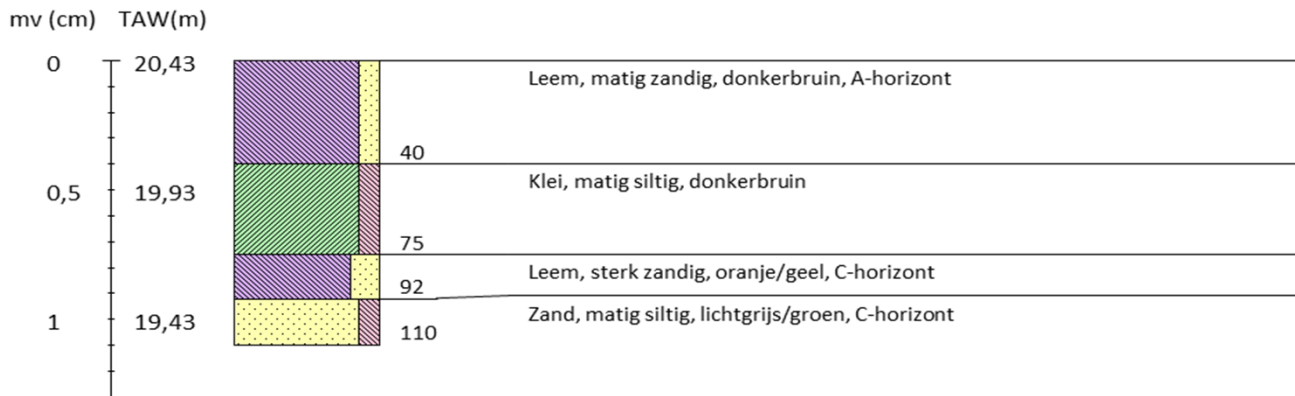 mv (cm) TAW(m)
0 20,43
Leem, matig zandig, donkerbruin, A-horizont
40
Klei, matig siltig, donkerbruin
0,5 19,93
75
Leem, sterk zandig, oranje/geel, C-horizont
92
Zand, matig siltig, lichtgrijs/groen, C-horizont
1 19,43
110